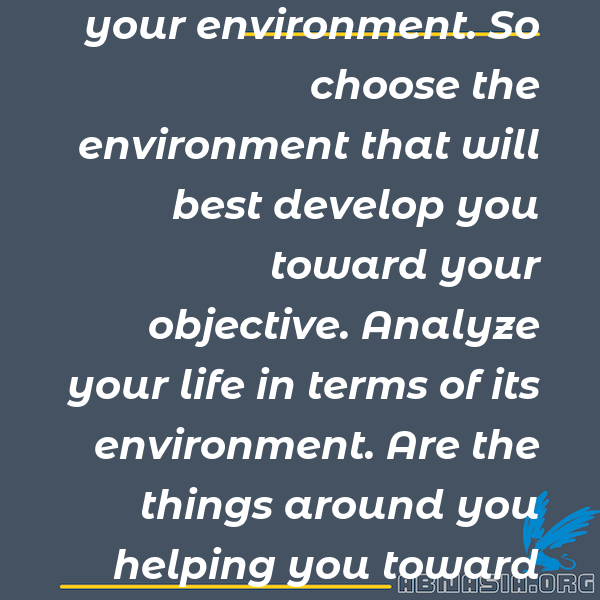 your environment. So
choose the
environment that will
best develop you
toward your
objective. Analyze
your life in terms of its
environment. Are the
things around you
helping you toward
ABMASIA.ORG